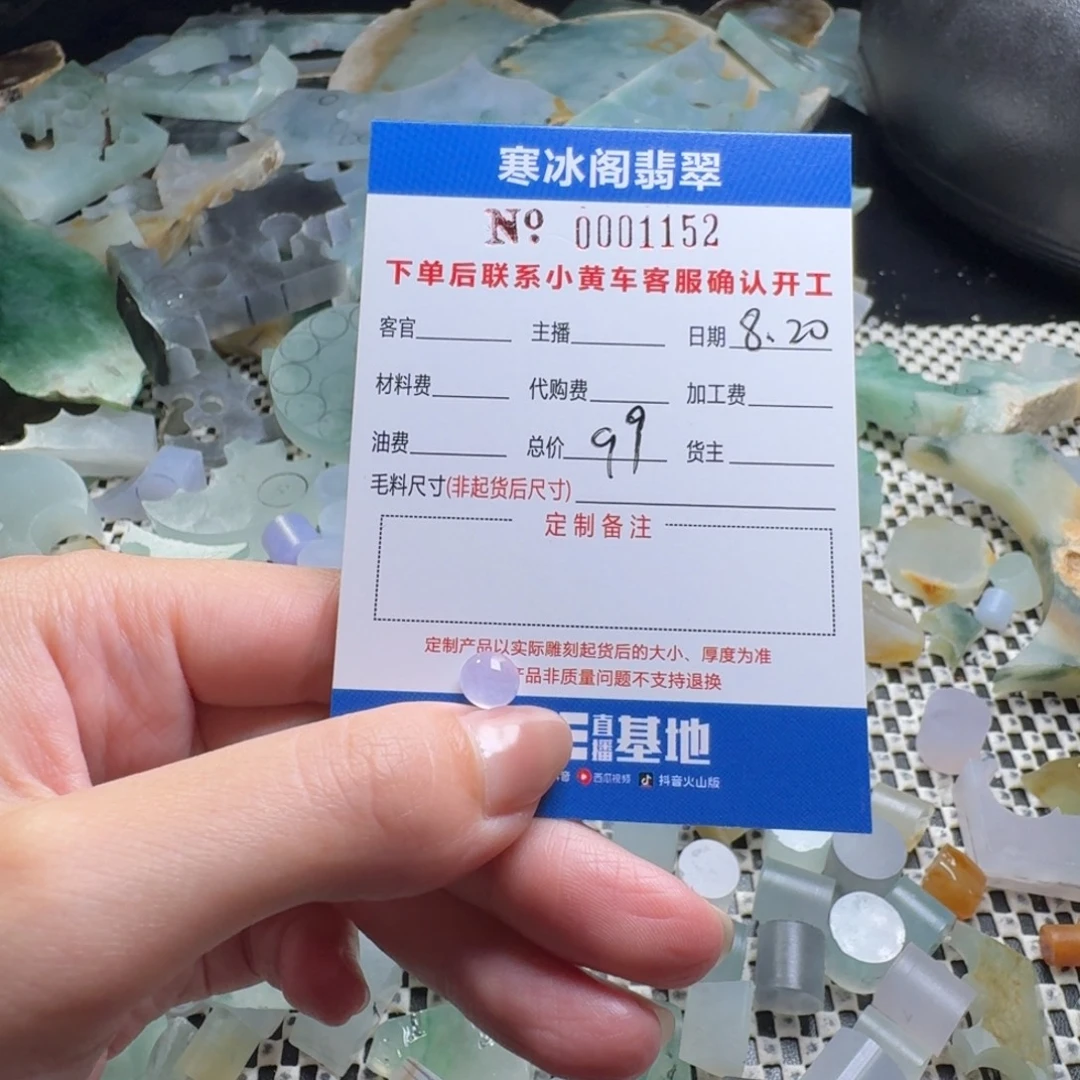 寒冰阁翡翠
Nº 0001152
下单后联系小黄车客服确认开工
客官 主播 日期 8.20
材料费 代购费 加工费
油费 总价 99 货主
毛料尺寸(非起货后尺寸)
定制备注
定制产品以实际雕刻起货后的大小、厚度为准
产品非质量问题不支持退换
直播基地
音 西瓜视频 抖音火山版